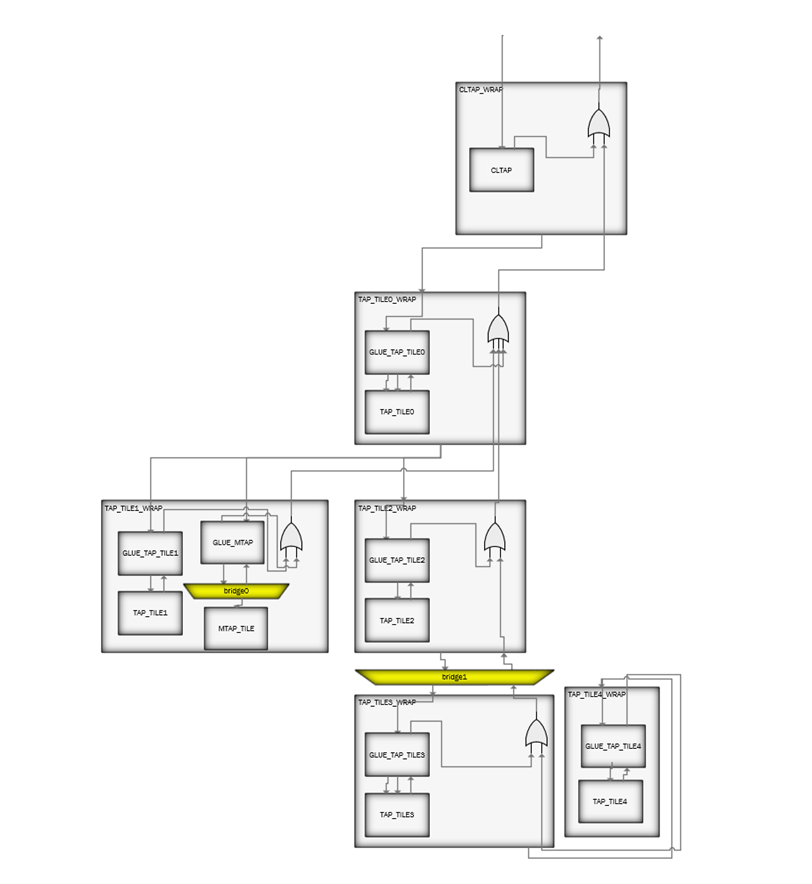 CLTAP_WRAP
CLTAP
TAP_TILE0_WRAP
GLUE_TAP_TILE0
TAP_TILE0
TAP_TILE1_WRAP
GLUE_TAP_TILE1
GLUE_MTAP
bridge0
TAP_TILE1
MTAP_TILE
TAP_TILE2_WRAP
GLUE_TAP_TILE2
TAP_TILE2
bridge1
TAP_TILE3_WRAP
GLUE_TAP_TILE3
TAP_TILE3
TAP_TILE4_WRAP
GLUE_TAP_TILE4
TAP_TILE4